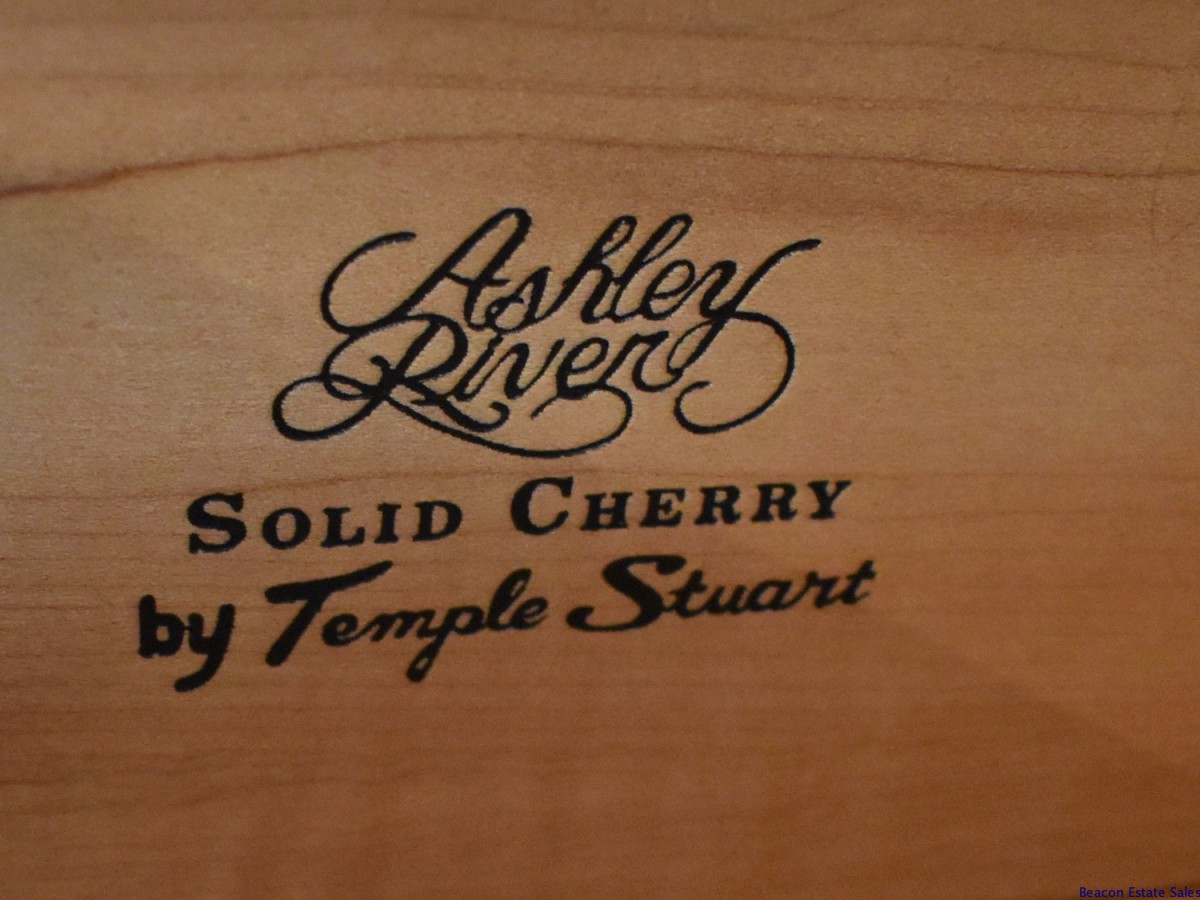 Ashley
River
SOLID CHERRY
by Temple Stuart
Beacon Estate Sales